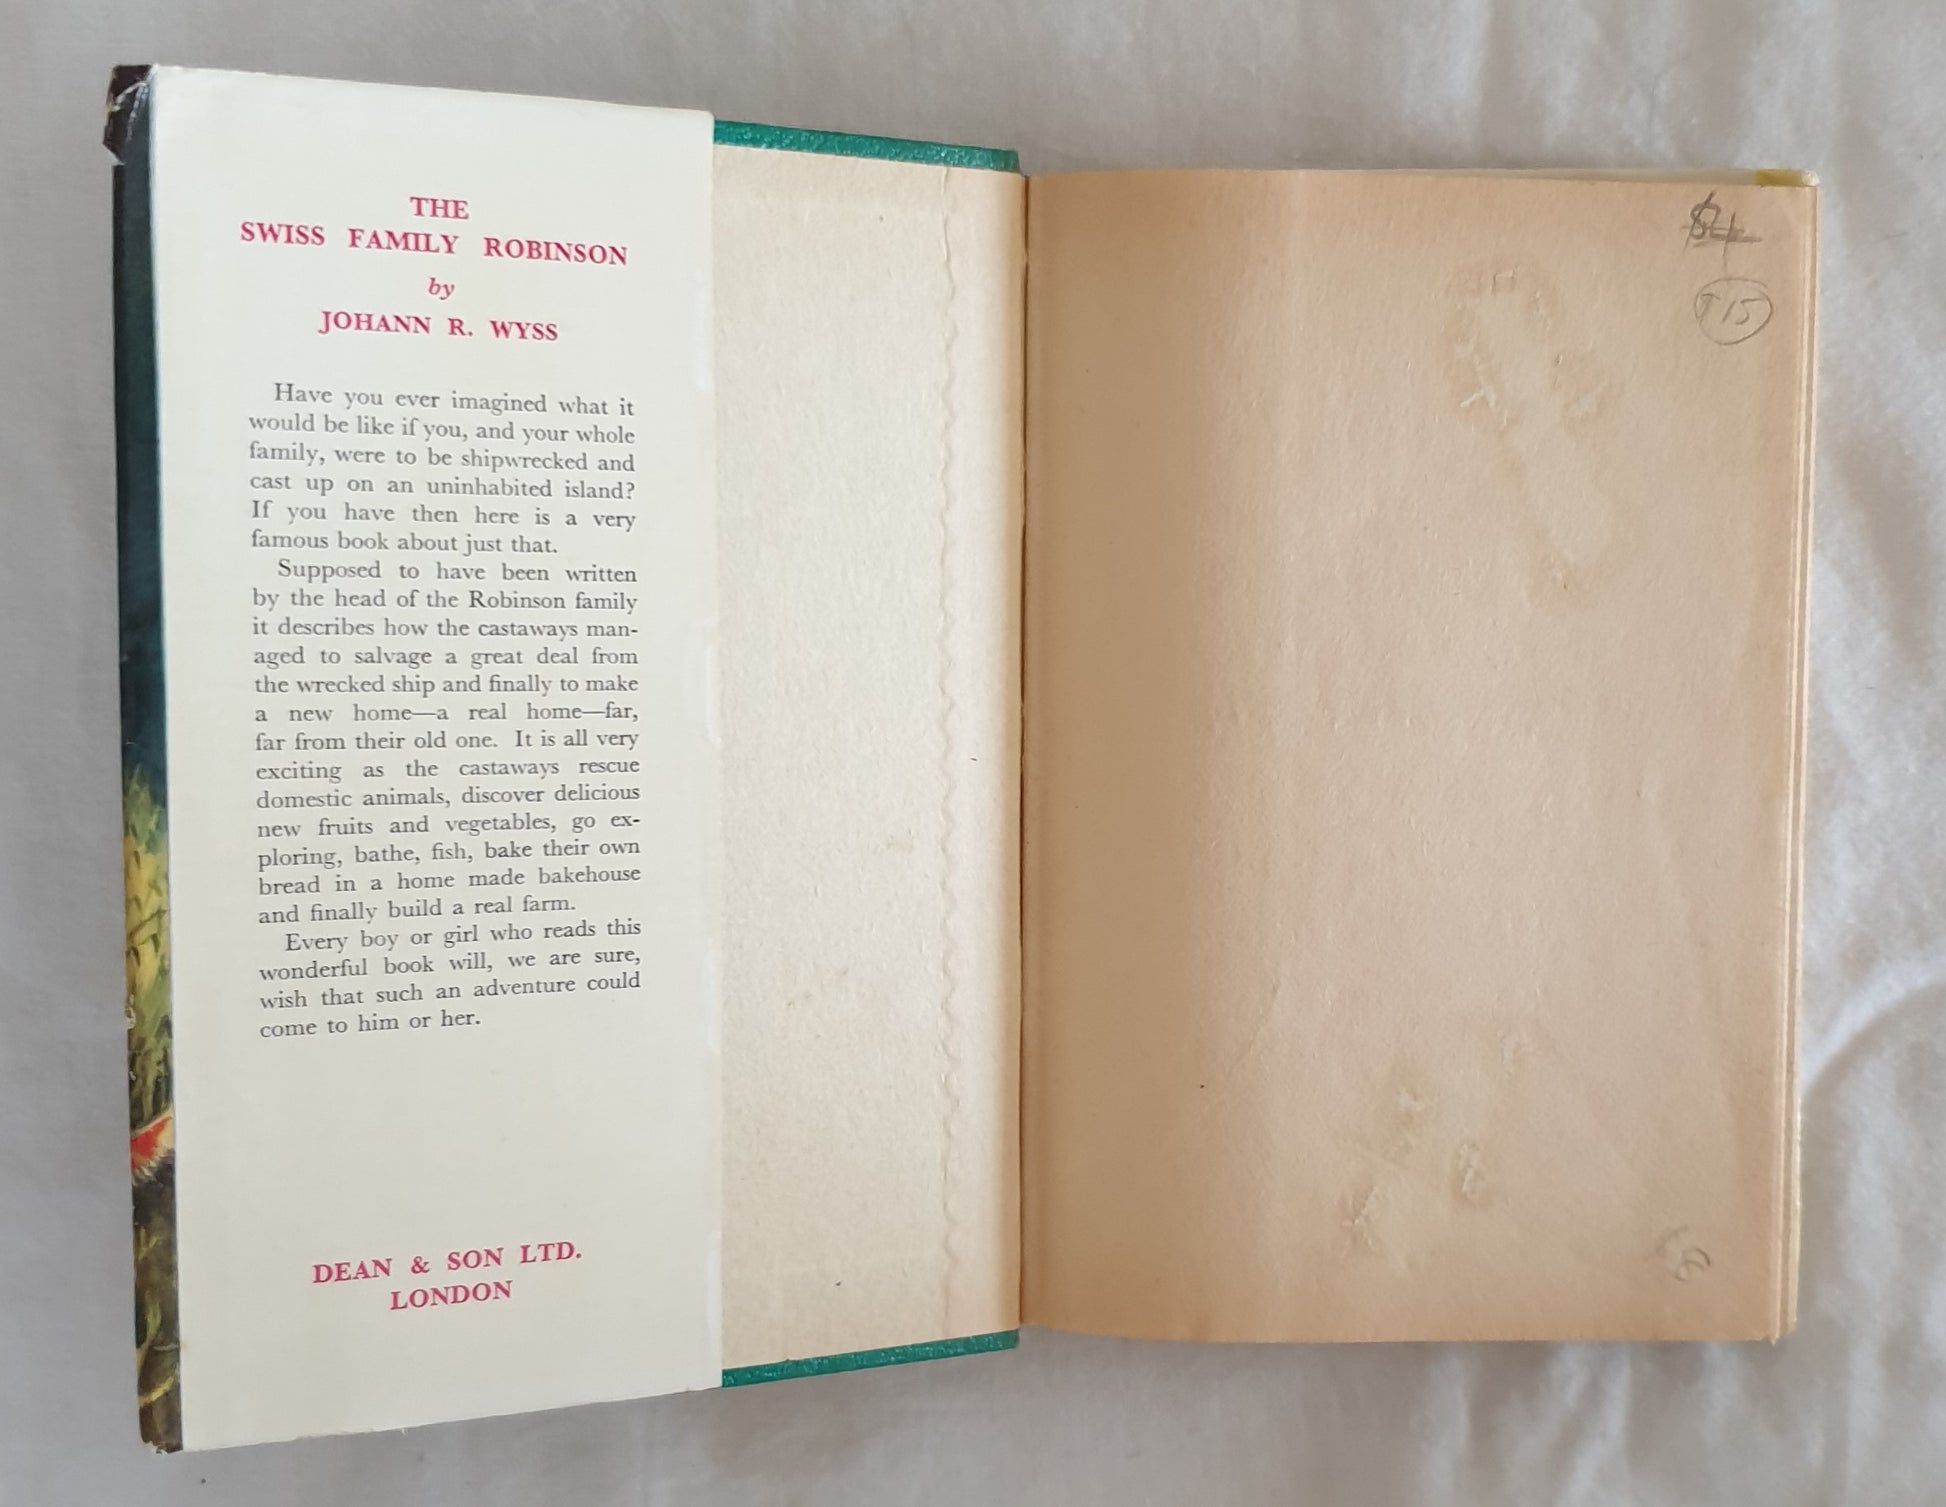 THE
SWISS FAMILY ROBINSON
by
JOHANN R. WYSS
Have you ever imagined what it
would be like if you, and your whole
family, were to be shipwrecked and
cast up on an uninhabited island?
If you have then here is a very
famous book about just that.
Supposed to have been written
by the head of the Robinson family
it describes how the castaways man-
aged to salvage a great deal from
the wrecked ship and finally to make
a new home—a real home—far,
far from their old one. It is all very
exciting as the castaways rescue
domestic animals, discover delicious
new fruits and vegetables, go ex-
ploring, bathe, fish, bake their own
bread in a home made bakehouse
and finally build a real farm.
Every boy or girl who reads this
wonderful book will, we are sure,
wish that such an adventure could
come to him or her.
DEAN & SON LTD.
LONDON
$4